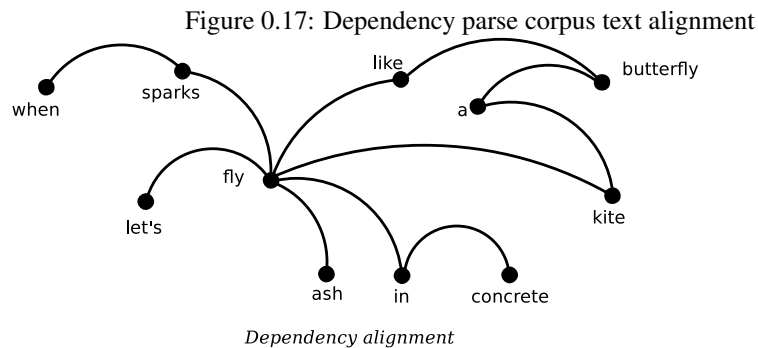 Figure 0.17: Dependency parse corpus text alignment
like
butterfly
sparks
a
when
fly
let's
kite
ash
in
concrete
Dependency alignment